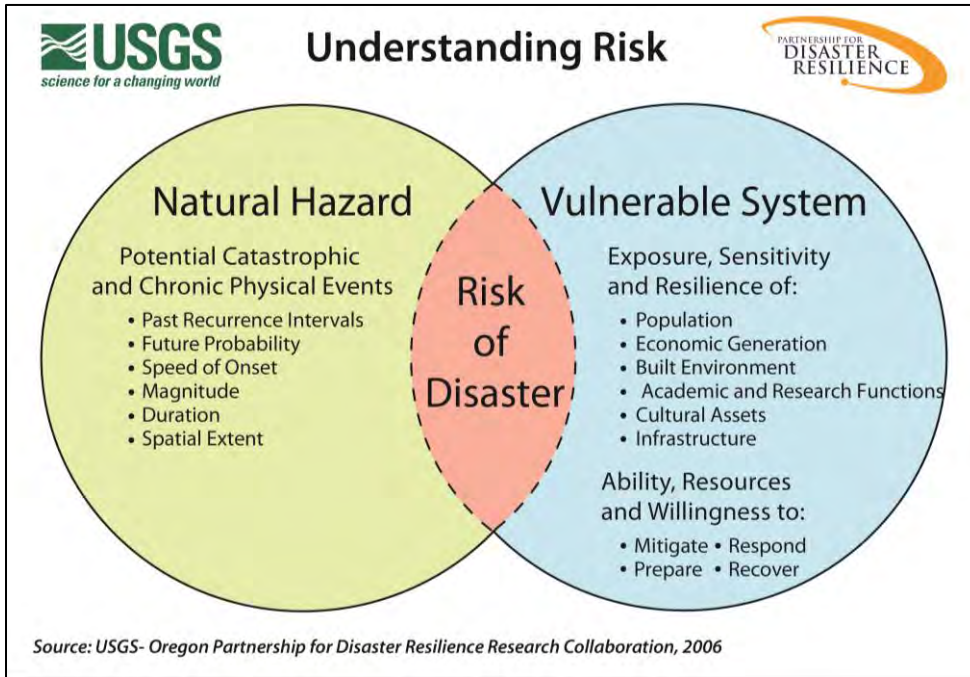 USGS
science for a changing world
Understanding Risk
PARTNERSHIP FOR
DISASTER
RESILIENCE
Natural Hazard
Potential Catastrophic
and Chronic Physical Events
• Past Recurrence Intervals
• Future Probability
• Speed of Onset
• Magnitude
• Duration
• Spatial Extent
Risk
of
Disaster
Vulnerable System
Exposure, Sensitivity
and Resilience of:
• Population
• Economic Generation
• Built Environment
• Academic and Research Functions
• Cultural Assets
• Infrastructure
Ability, Resources
and Willingness to:
• Mitigate • Respond
• Prepare • Recover
Source: USGS- Oregon Partnership for Disaster Resilience Research Collaboration, 2006